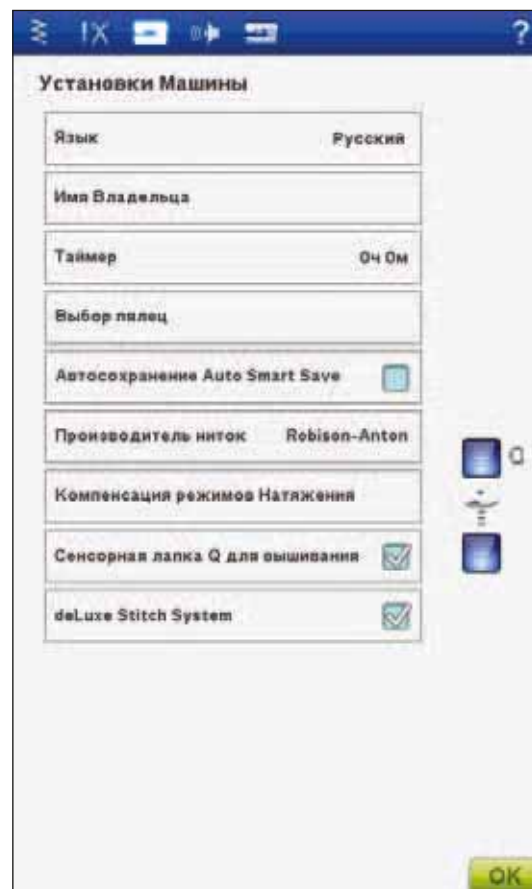 !X ?
Установки Машины
Язык Русский
Имя Владельца
Таймер 0ч 0м
Выбор пялец
Автосохранение Auto Smart Save
Производитель ниток Robison-Anton
Компенсация режимов Натяжения
Сенсорная лапка Q для вышивания
Q
deLuxe Stitch System
OK